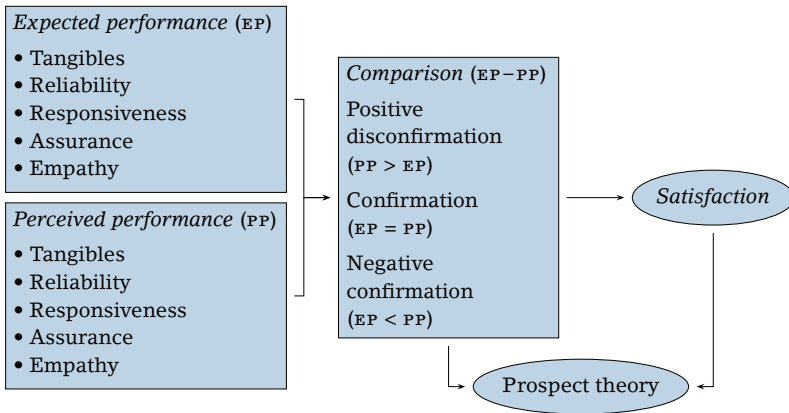 Expected performance (EP)
• Tangibles
• Reliability
• Responsiveness
• Assurance
• Empathy
Perceived performance (PP)
• Tangibles
• Reliability
• Responsiveness
• Assurance
• Empathy
Comparison (EP–PP)
Positive
disconfirmation
(PP > EP)
Confirmation
(EP = PP)
Negative
confirmation
(EP < PP)
Satisfaction
Prospect theory